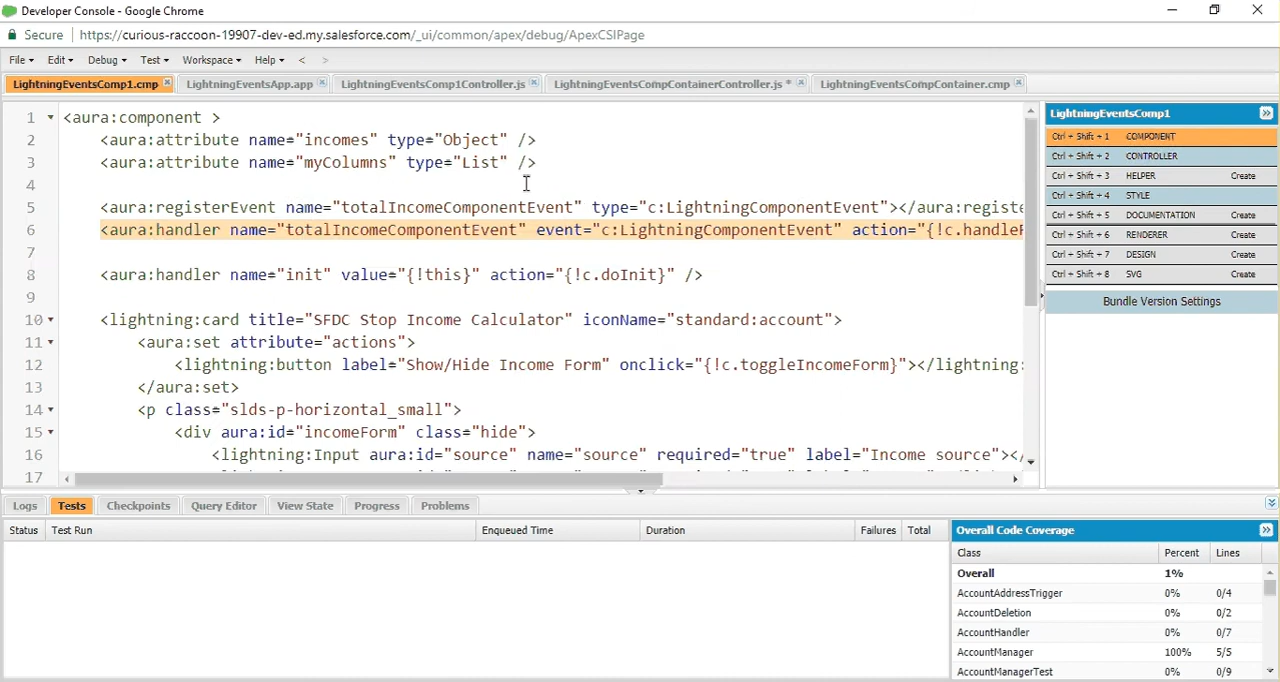 Developer Console - Google Chrome
Secure https://curious-raccoon-19907-dev-ed.my.salesforce.com/_ui/common/apex/debug/ApexCSIPage
File Edit Debug Test Workspace Help < >
LightningEventsComp1.cmp LightningEventsApp.app LightningEventsComp1Controller.js LightningEventsCompContainerController.js * LightningEventsCompContainer.cmp
1 <aura:component >
2 <aura:attribute name="incomes" type="Object" />
3 <aura:attribute name="myColumns" type="List" />
4
5 <aura:registerEvent name="totalIncomeComponentEvent" type="c:LightningComponentEvent"></aura:registe
6 <aura:handler name="totalIncomeComponentEvent" event="c:LightningComponentEvent" action="{!c.handle
7
8 <aura:handler name="init" value="{!this}" action="{!c.doInit}" />
9
10 <lightning:card title="SFDC Stop Income Calculator" iconName="standard:account">
11 <aura:set attribute="actions">
12 <lightning:button label="Show/Hide Income Form" onclick="{!c.toggleIncomeForm}"></lightning:
13 </aura:set>
14 <p class="slds-p-horizontal_small">
15 <div aura:id="incomeForm" class="hide">
16 <lightning:Input aura:id="source" name="source" required="true" label="Income source"></
17
LightningEventsComp1
Ctrl + Shift + 1 COMPONENT
Ctrl + Shift + 2 CONTROLLER
Ctrl + Shift + 3 HELPER Create
Ctrl + Shift + 4 STYLE
Ctrl + Shift + 5 DOCUMENTATION Create
Ctrl + Shift + 6 RENDERER Create
Ctrl + Shift + 7 DESIGN Create
Ctrl + Shift + 8 SVG Create
Bundle Version Settings
Logs Tests Checkpoints Query Editor View State Progress Problems
Status Test Run Enqueued Time Duration Failures Total
Overall Code Coverage
Class Percent Lines
Overall 1%
AccountAddressTrigger 0% 0/4
AccountDeletion 0% 0/2
AccountHandler 0% 0/7
AccountManager 100% 5/5
AccountManagerTest 0% 0/9